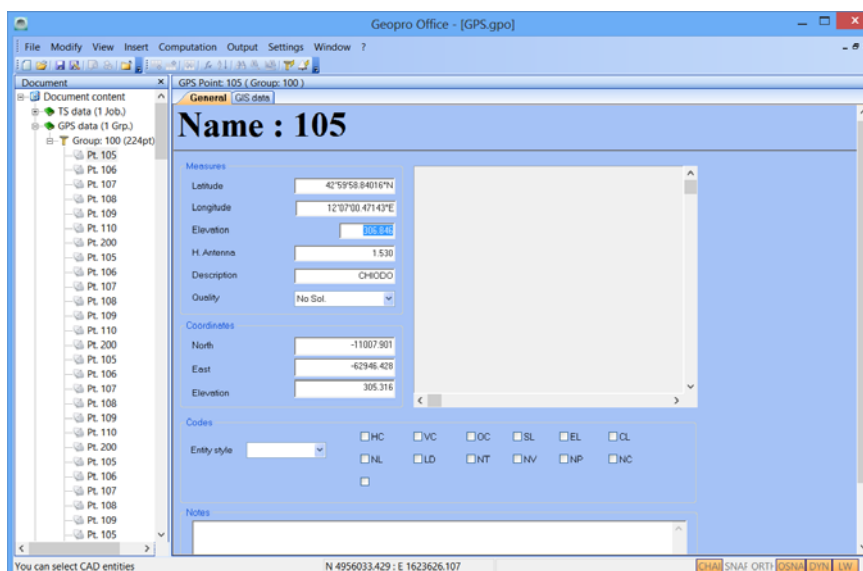 Geopro Office - [GPS.gpo]
File Modify View Insert Computation Output Settings Window ?
Document
GPS Point: 105 ( Group: 100 )
Document content
General GIS data
TS data (1 Job.)
GPS data (1 Grp.)
Group: 100 (224pt)
Name : 105
Pt. 105
Pt. 106
Pt. 107
Pt. 108
Pt. 109
Pt. 110
Pt. 200
Pt. 105
Pt. 106
Pt. 107
Pt. 108
Pt. 109
Pt. 110
Pt. 200
Pt. 105
Pt. 106
Pt. 107
Pt. 108
Pt. 109
Pt. 110
Pt. 200
Pt. 105
Pt. 106
Pt. 107
Pt. 108
Pt. 109
Pt. 105
Measures
Latitude 42°59'58.84016"N
Longitude 12°07'00.47143"E
Elevation 306.846
H. Antenna 1.530
Description CHIODO
Quality No Sol.
Coordinates
North -11007.901
East -62946.428
Elevation 305.316
Codes
Entity style
HC VC OC SL EL CL
NL LD NT NV NP NC
Notes
You can select CAD entities N 4956033.429 : E 1623626.107 CHAI SNAF ORTH OSNA DYN LW